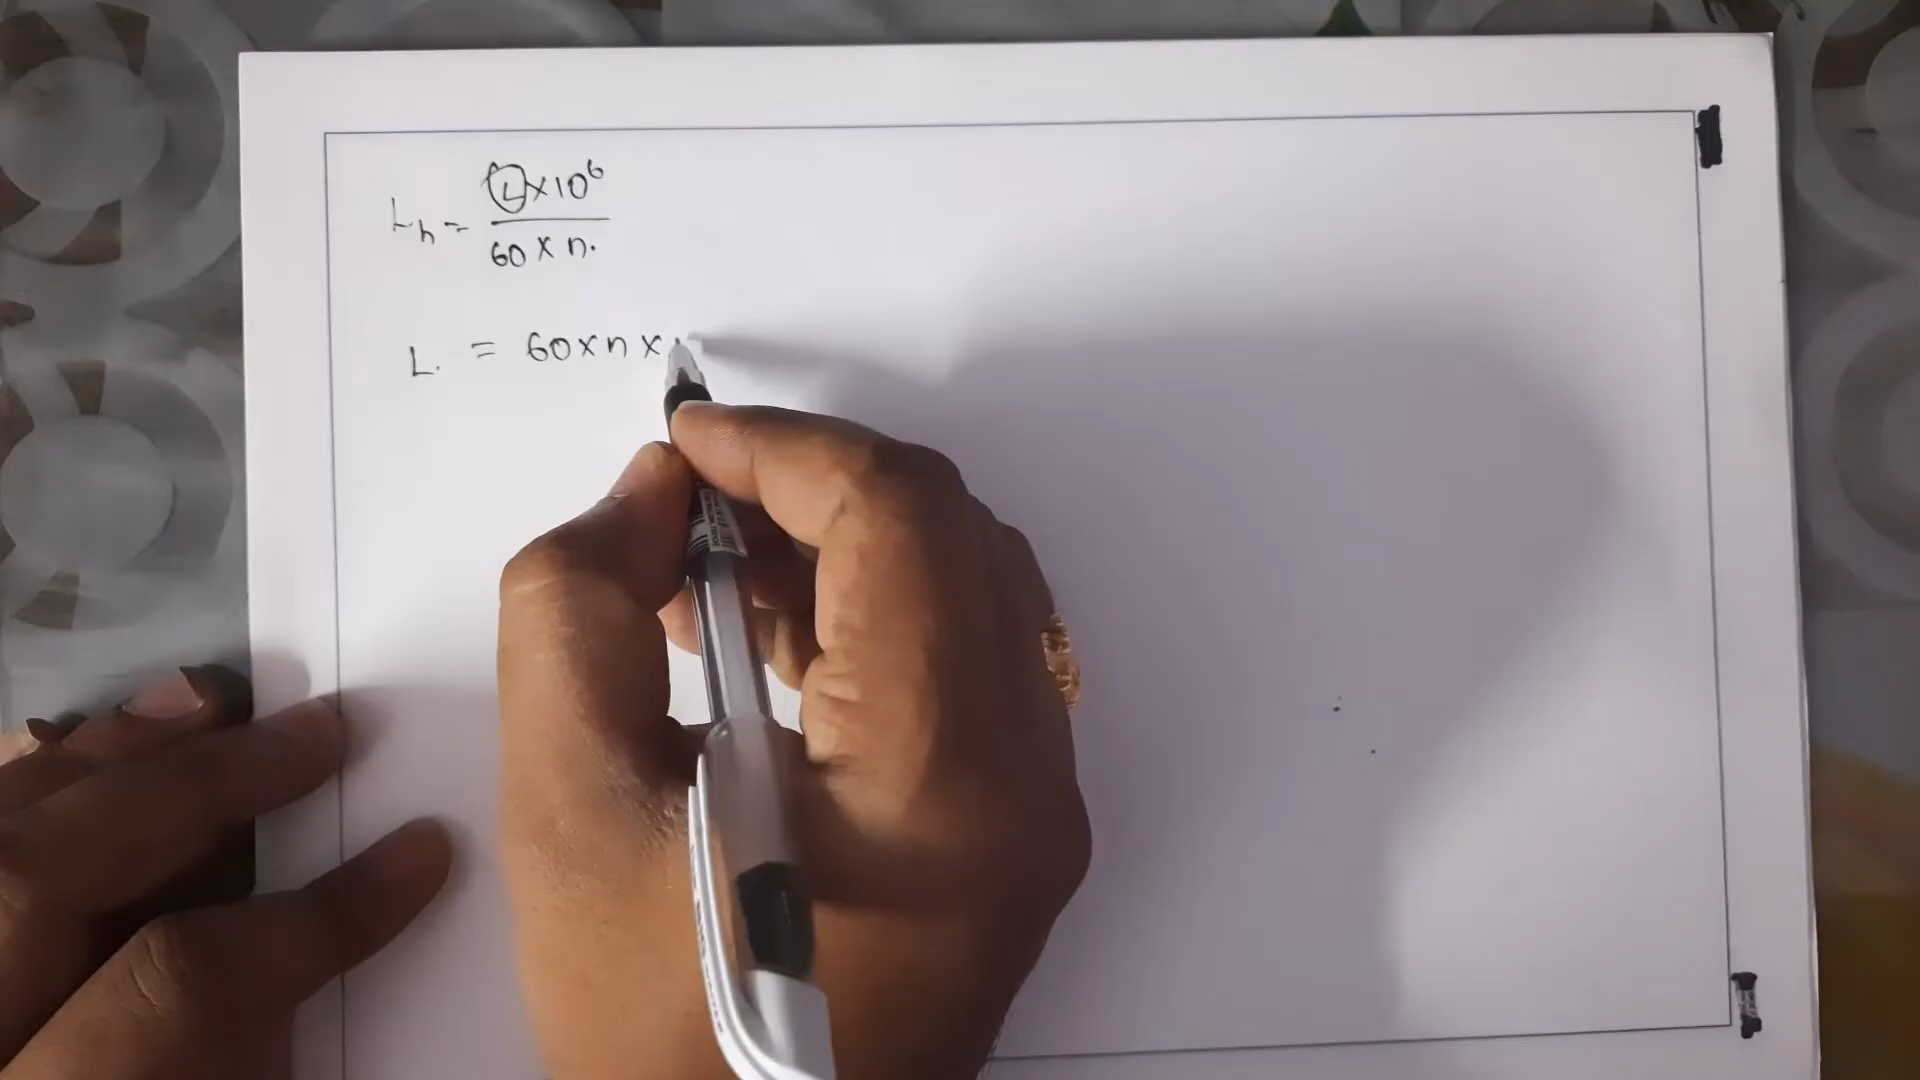 Lh = L×10⁶
60 × n.
L. = 60×n×